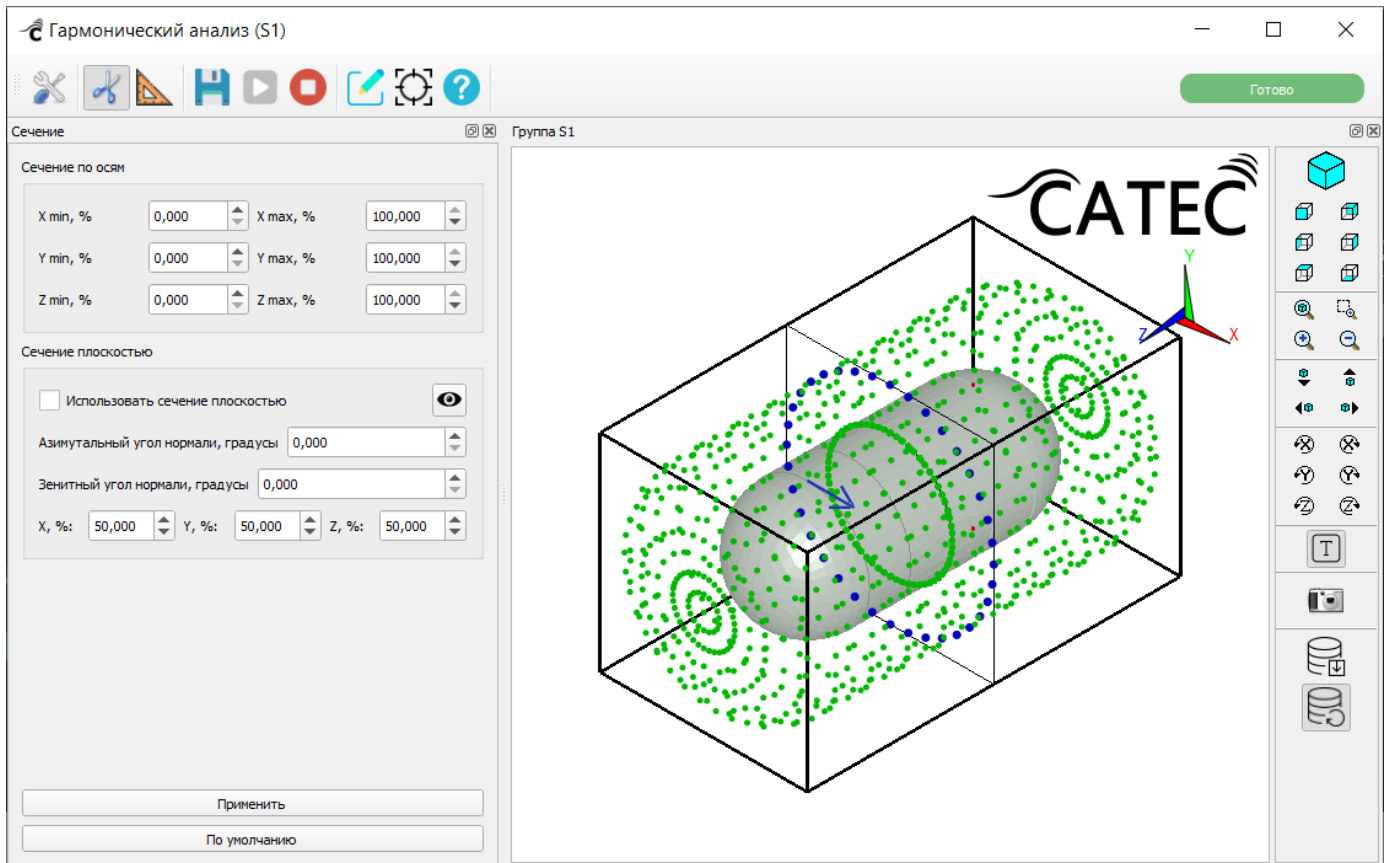 Гармонический анализ (S1)
Готово
Сечение
Группа S1
Сечение по осям
X min, % 0,000 X max, % 100,000
Y min, % 0,000 Y max, % 100,000
Z min, % 0,000 Z max, % 100,000
Сечение плоскостью
Использовать сечение плоскостью
Азимутальный угол нормали, градусы 0,000
Зенитный угол нормали, градусы 0,000
X, %: 50,000 Y, %: 50,000 Z, %: 50,000
Применить
По умолчанию
CATEC
Y
Z
X
X X
Y Y
Z Z
T